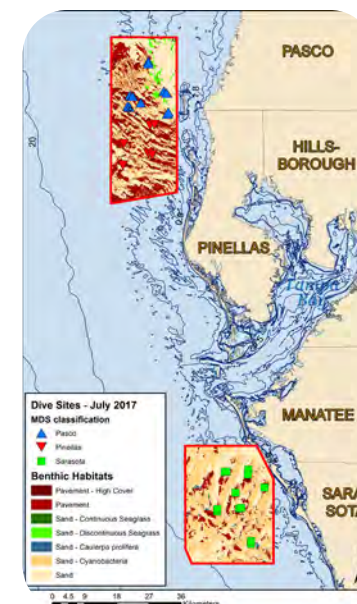 PASCO
HILLS-
BOROUGH
PINELLAS
Tampa
Bay
MANATEE
SARA
SOTA
20
Dive Sites - July 2017
MDS classification
Pasco
Pinellas
Sarasota
Benthic Habitats
Pavement - High Cover
Pavement
Sand - Continuous Seagrass
Sand - Discontinuous Seagrass
Sand - Caulerpa prolifera
Sand - Cyanobacteria
Sand
0 4.5 9 18 27 36
Kilometers